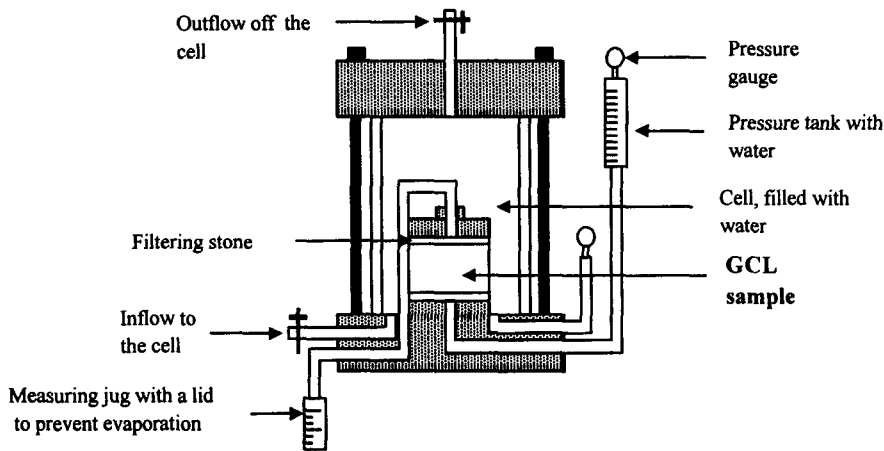 Outflow off the
cell
Pressure
gauge
Pressure tank with
water
Cell, filled with
water
Filtering stone
GCL
sample
Inflow to
the cell
Measuring jug with a lid
to prevent evaporation